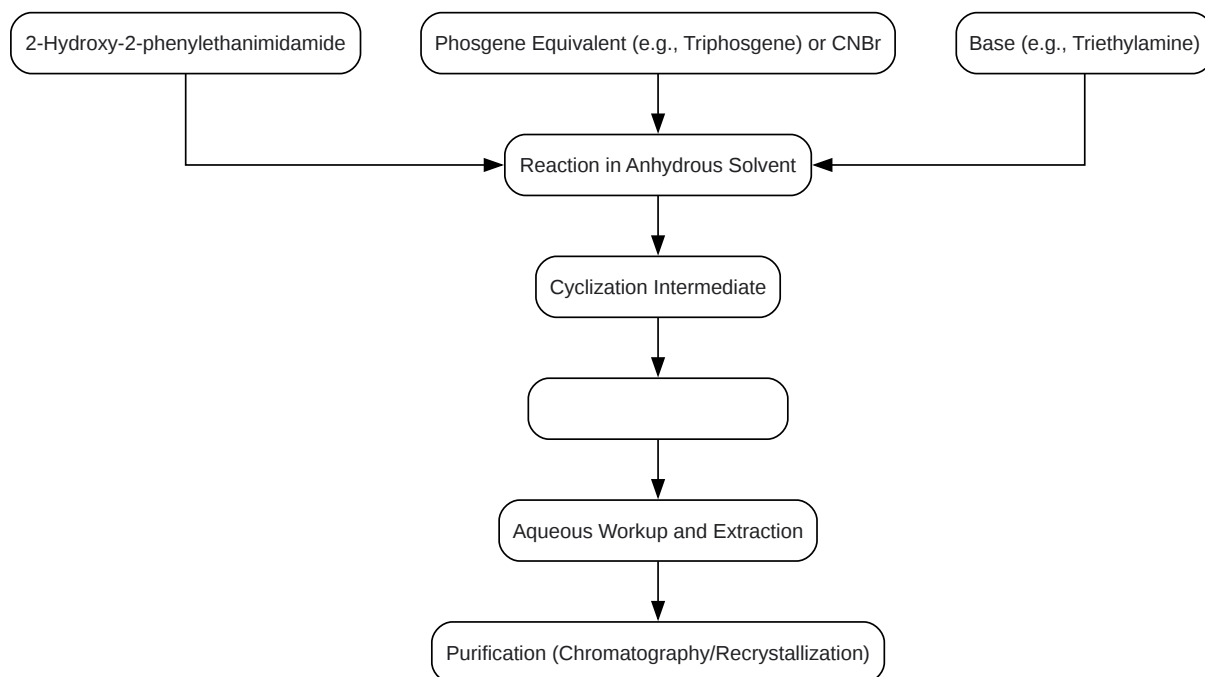 2-Hydroxy-2-phenylethanimidamide
Phosgene Equivalent (e.g., Triphosgene) or CNBr
Base (e.g., Triethylamine)
Reaction in Anhydrous Solvent
Cyclization Intermediate
Aqueous Workup and Extraction
Purification (Chromatography/Recrystallization)